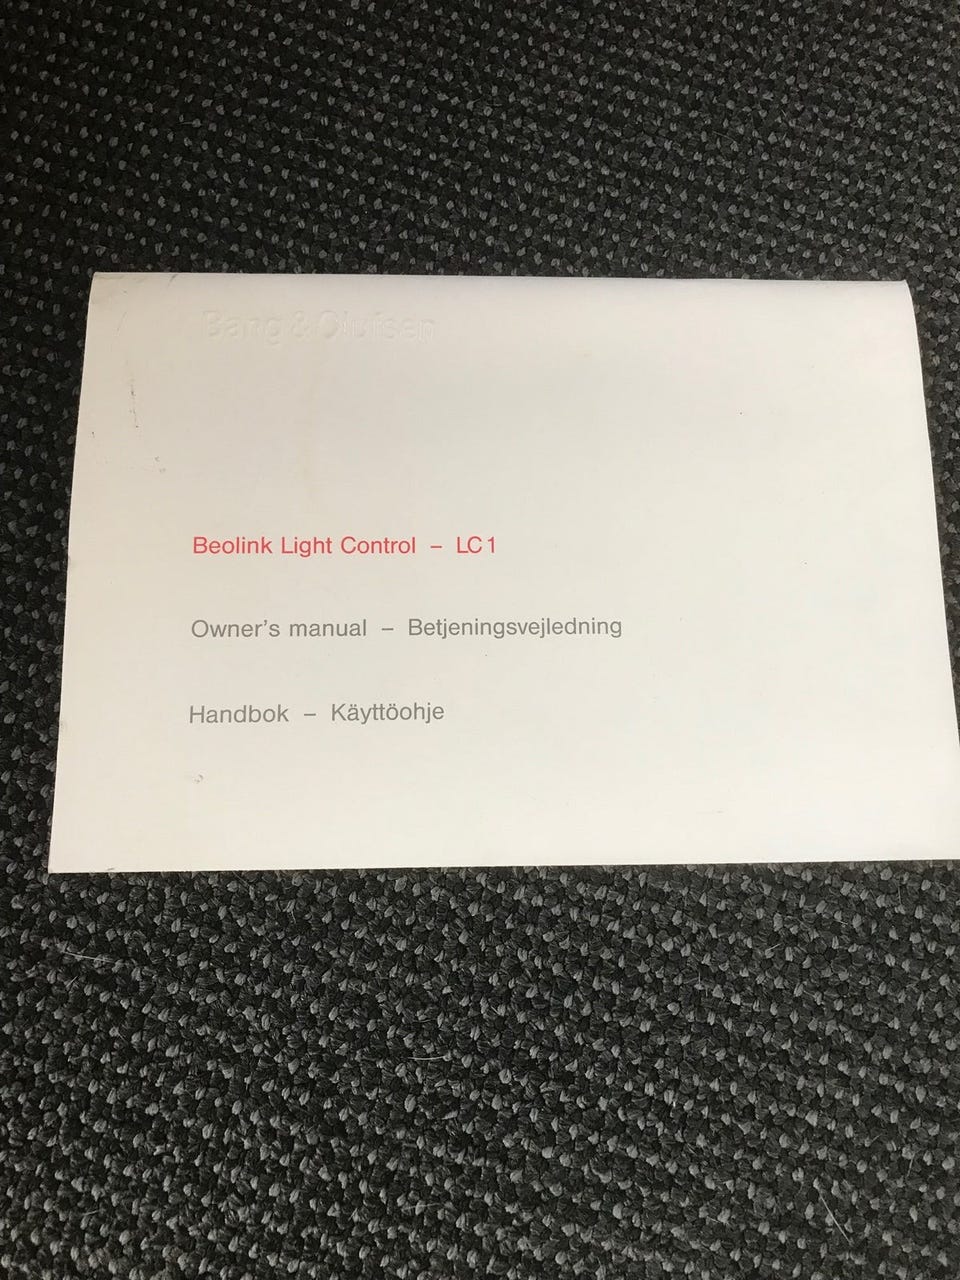 Bang & Olufsen
Beolink Light Control – LC1
Owner's manual – Betjeningsvejledning
Handbok – Käyttöohje